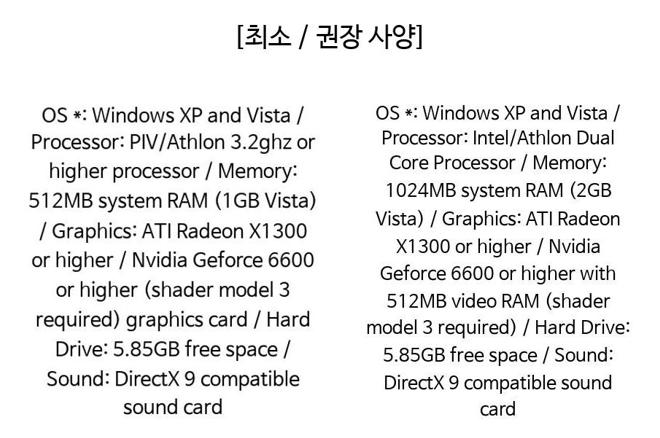 [최소 / 권장 사양]
OS *: Windows XP and Vista /
Processor: PIV/Athlon 3.2ghz or
higher processor / Memory:
512MB system RAM (1GB Vista)
/ Graphics: ATI Radeon X1300
or higher / Nvidia Geforce 6600
or higher (shader model 3
required) graphics card / Hard
Drive: 5.85GB free space /
Sound: DirectX 9 compatible
sound card
OS *: Windows XP and Vista /
Processor: Intel/Athlon Dual
Core Processor / Memory:
1024MB system RAM (2GB
Vista) / Graphics: ATI Radeon
X1300 or higher / Nvidia
Geforce 6600 or higher with
512MB video RAM (shader
model 3 required) / Hard Drive:
5.85GB free space / Sound:
DirectX 9 compatible sound
card